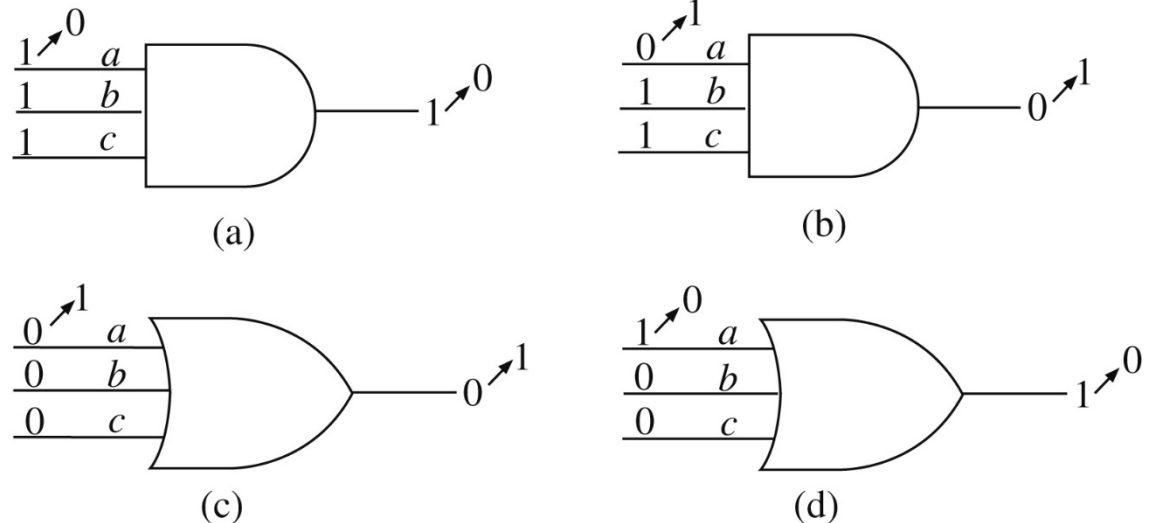 0 1
1 a 0 a
1 b 1 0 1 b 0 1
1 c 1 c
(a) (b)
1 0
0 a 1 a
0 b 0 1 0 b 1 0
0 c 0 c
(c) (d)